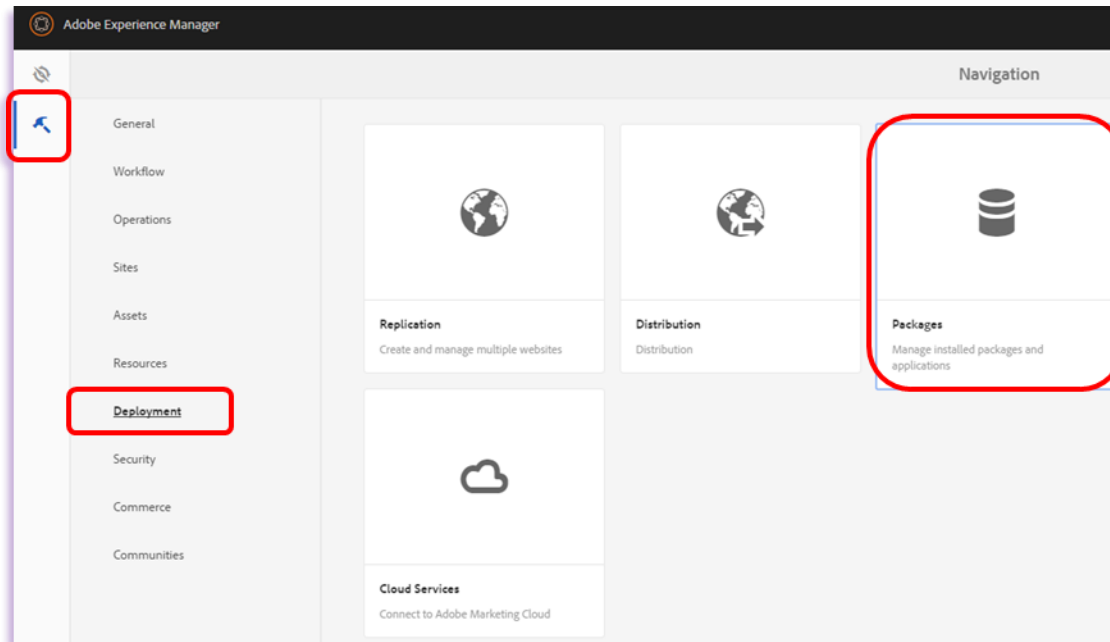 Adobe Experience Manager
Navigation
General
Workflow
Operations
Sites
Assets
Resources
Deployment
Security
Commerce
Communities
Replication
Create and manage multiple websites
Distribution
Distribution
Packages
Manage installed packages and
applications
Cloud Services
Connect to Adobe Marketing Cloud